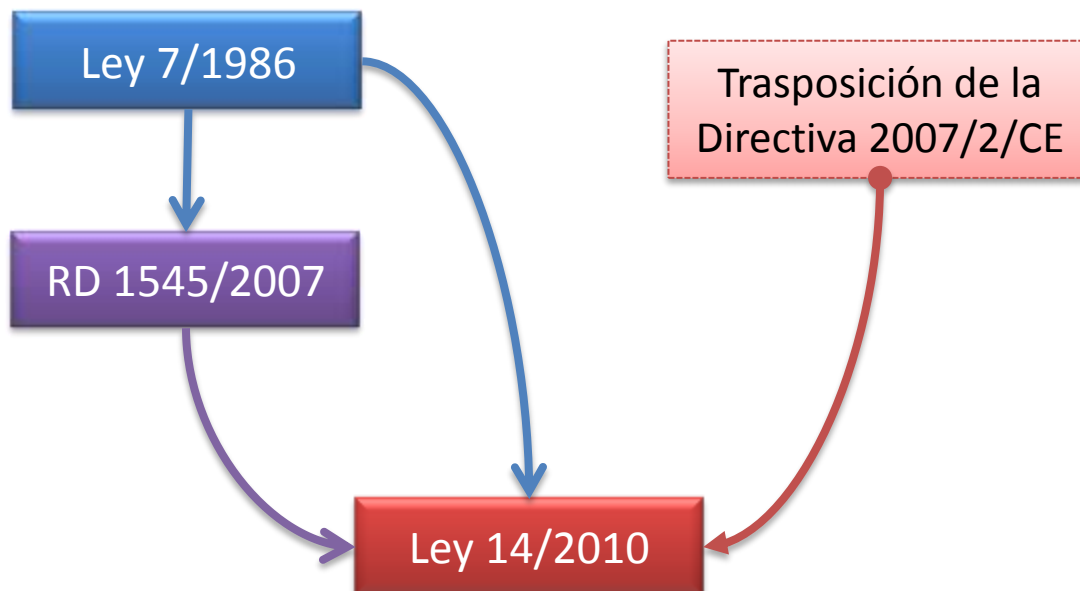 Ley 7/1986
Trasposición de la
Directiva 2007/2/CE
RD 1545/2007
Ley 14/2010